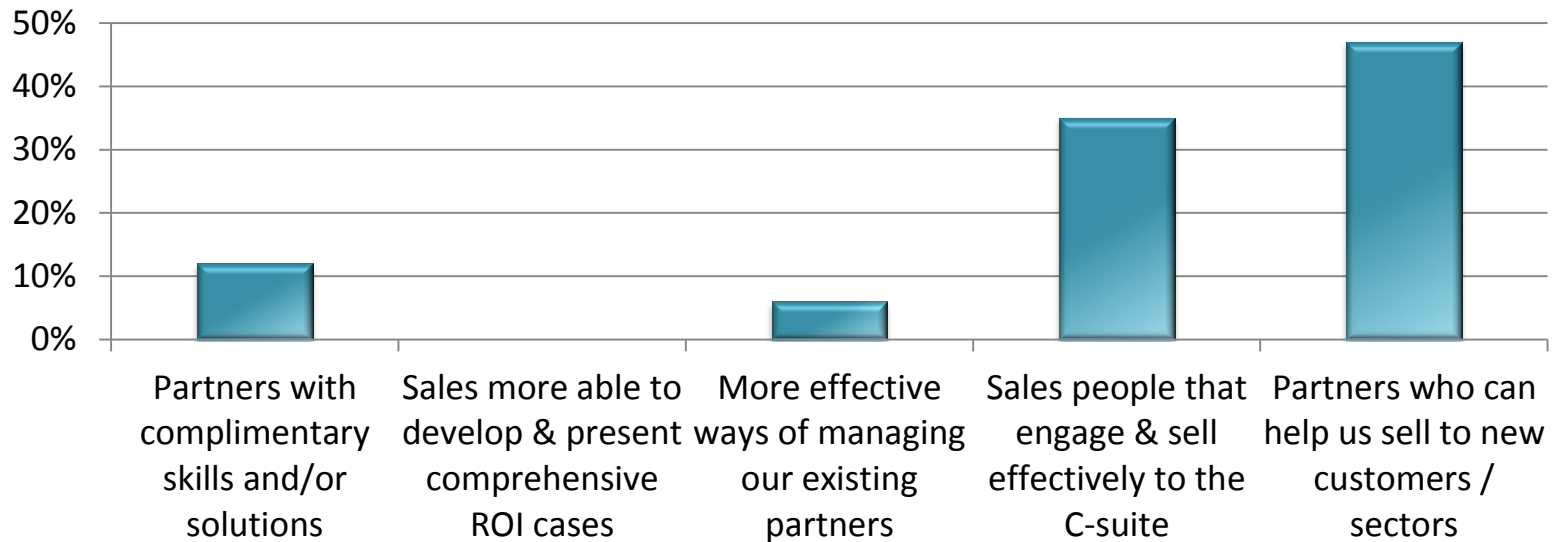 50%
40%
30%
20%
10%
0%
Partners with
complimentary
skills and/or
solutions
Sales more able to
develop & present
comprehensive
ROI cases
More effective
ways of managing
our existing
partners
Sales people that
engage & sell
effectively to the
C-suite
Partners who can
help us sell to new
customers /
sectors